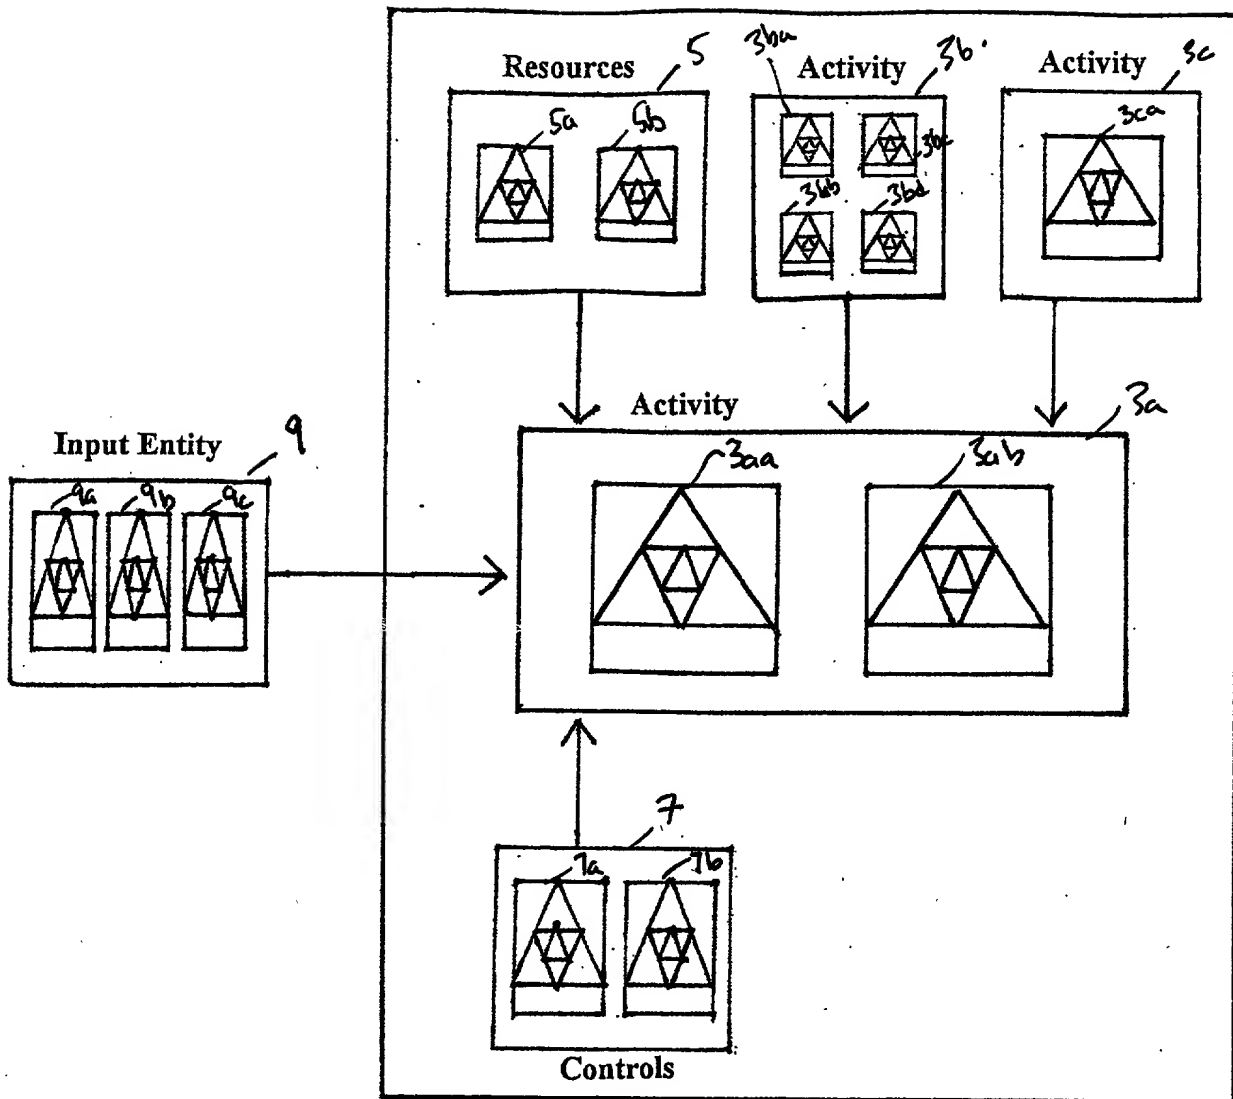 Resources 5
3ba
Activity 3b
Activity 3c
5a 5b
3bc
3bb 3bd
3ca
Activity 3a
Input Entity 9
9a 9b 9c
3aa 3ab
7
7a 7b
Controls